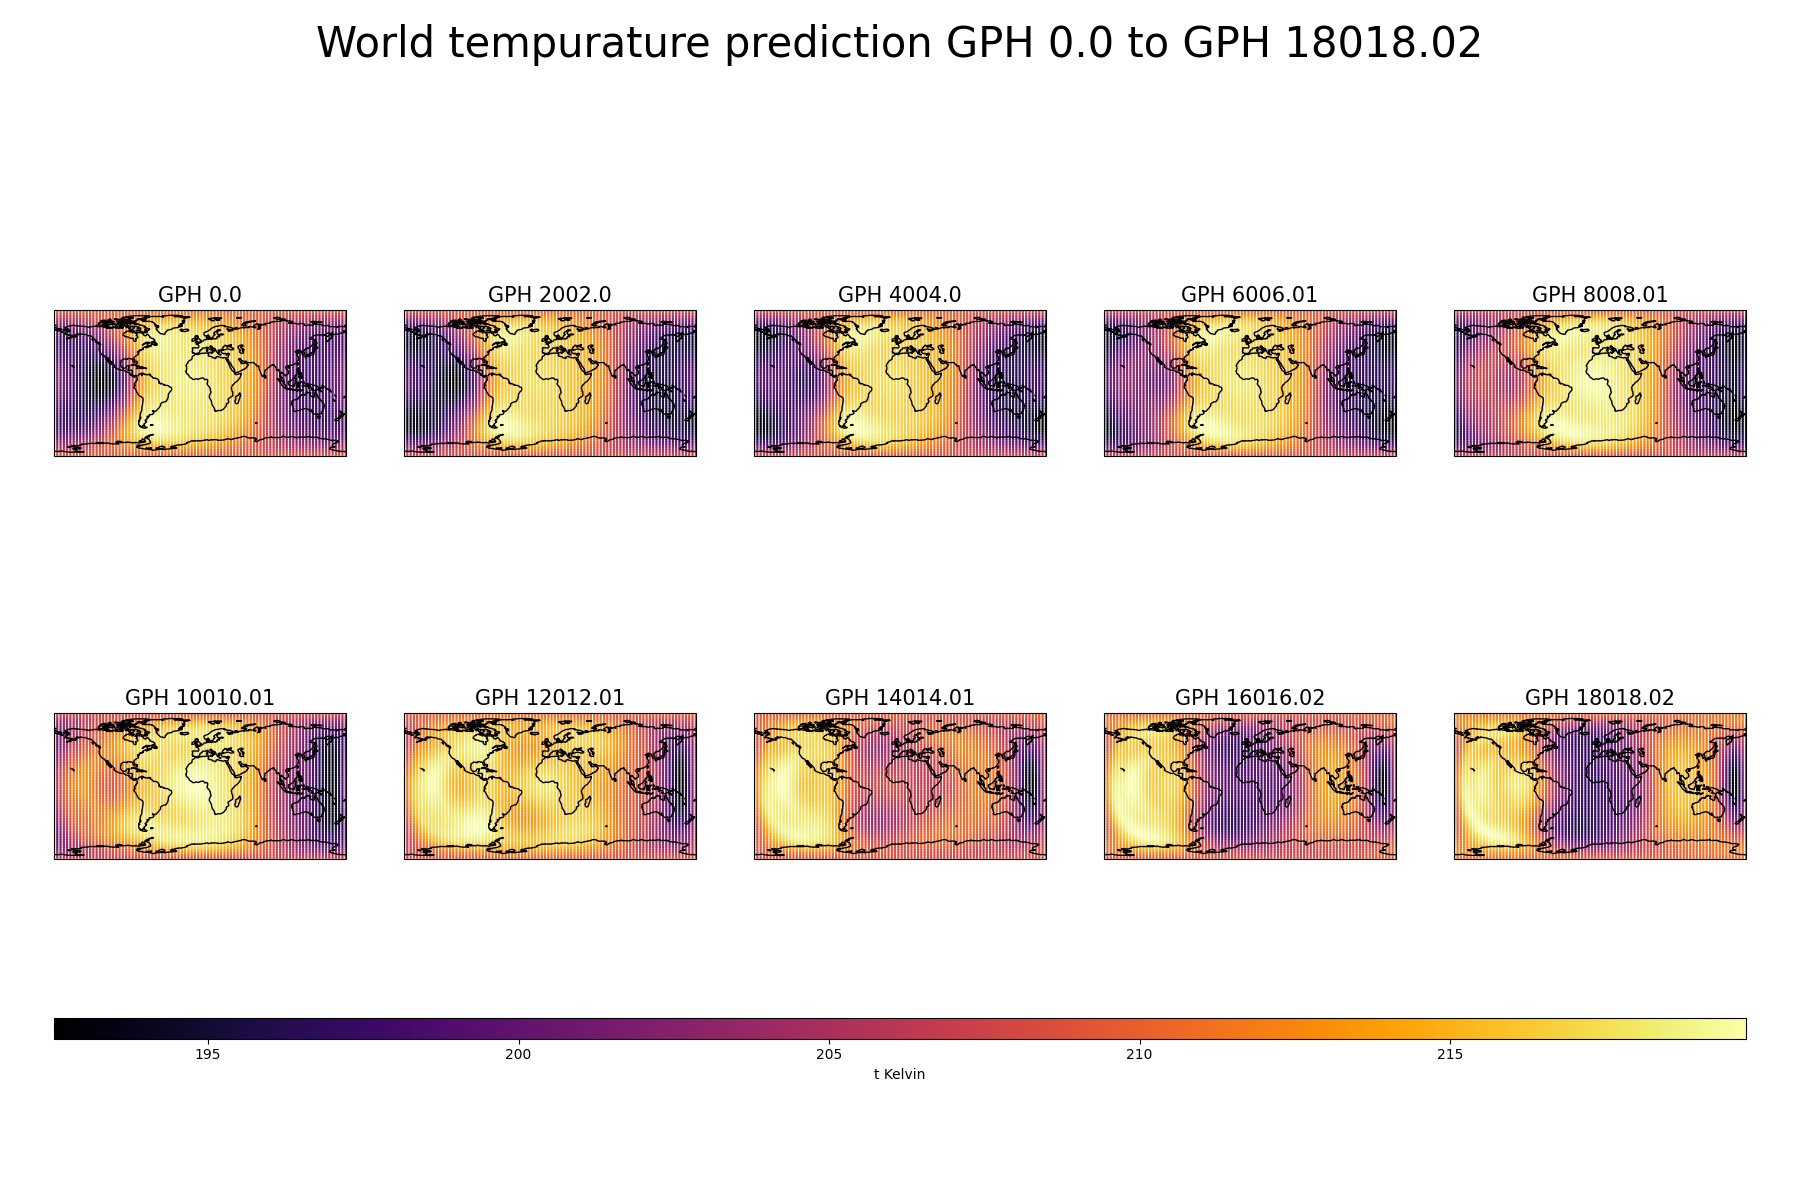 World tempurature prediction GPH 0.0 to GPH 18018.02
GPH 0.0
GPH 2002.0
GPH 4004.0
GPH 6006.01
GPH 8008.01
GPH 10010.01
GPH 12012.01
GPH 14014.01
GPH 16016.02
GPH 18018.02
195
200
205
210
215
t Kelvin